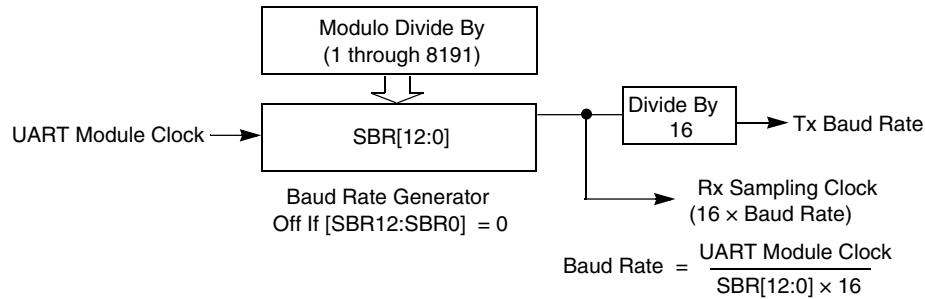 Modulo Divide By
(1 through 8191)
UART Module Clock
SBR[12:0]
Divide By
16
Tx Baud Rate
Baud Rate Generator
Off If [SBR12:SBR0] = 0
Rx Sampling Clock
(16 × Baud Rate)
Baud Rate = UART Module Clock
SBR[12:0] × 16